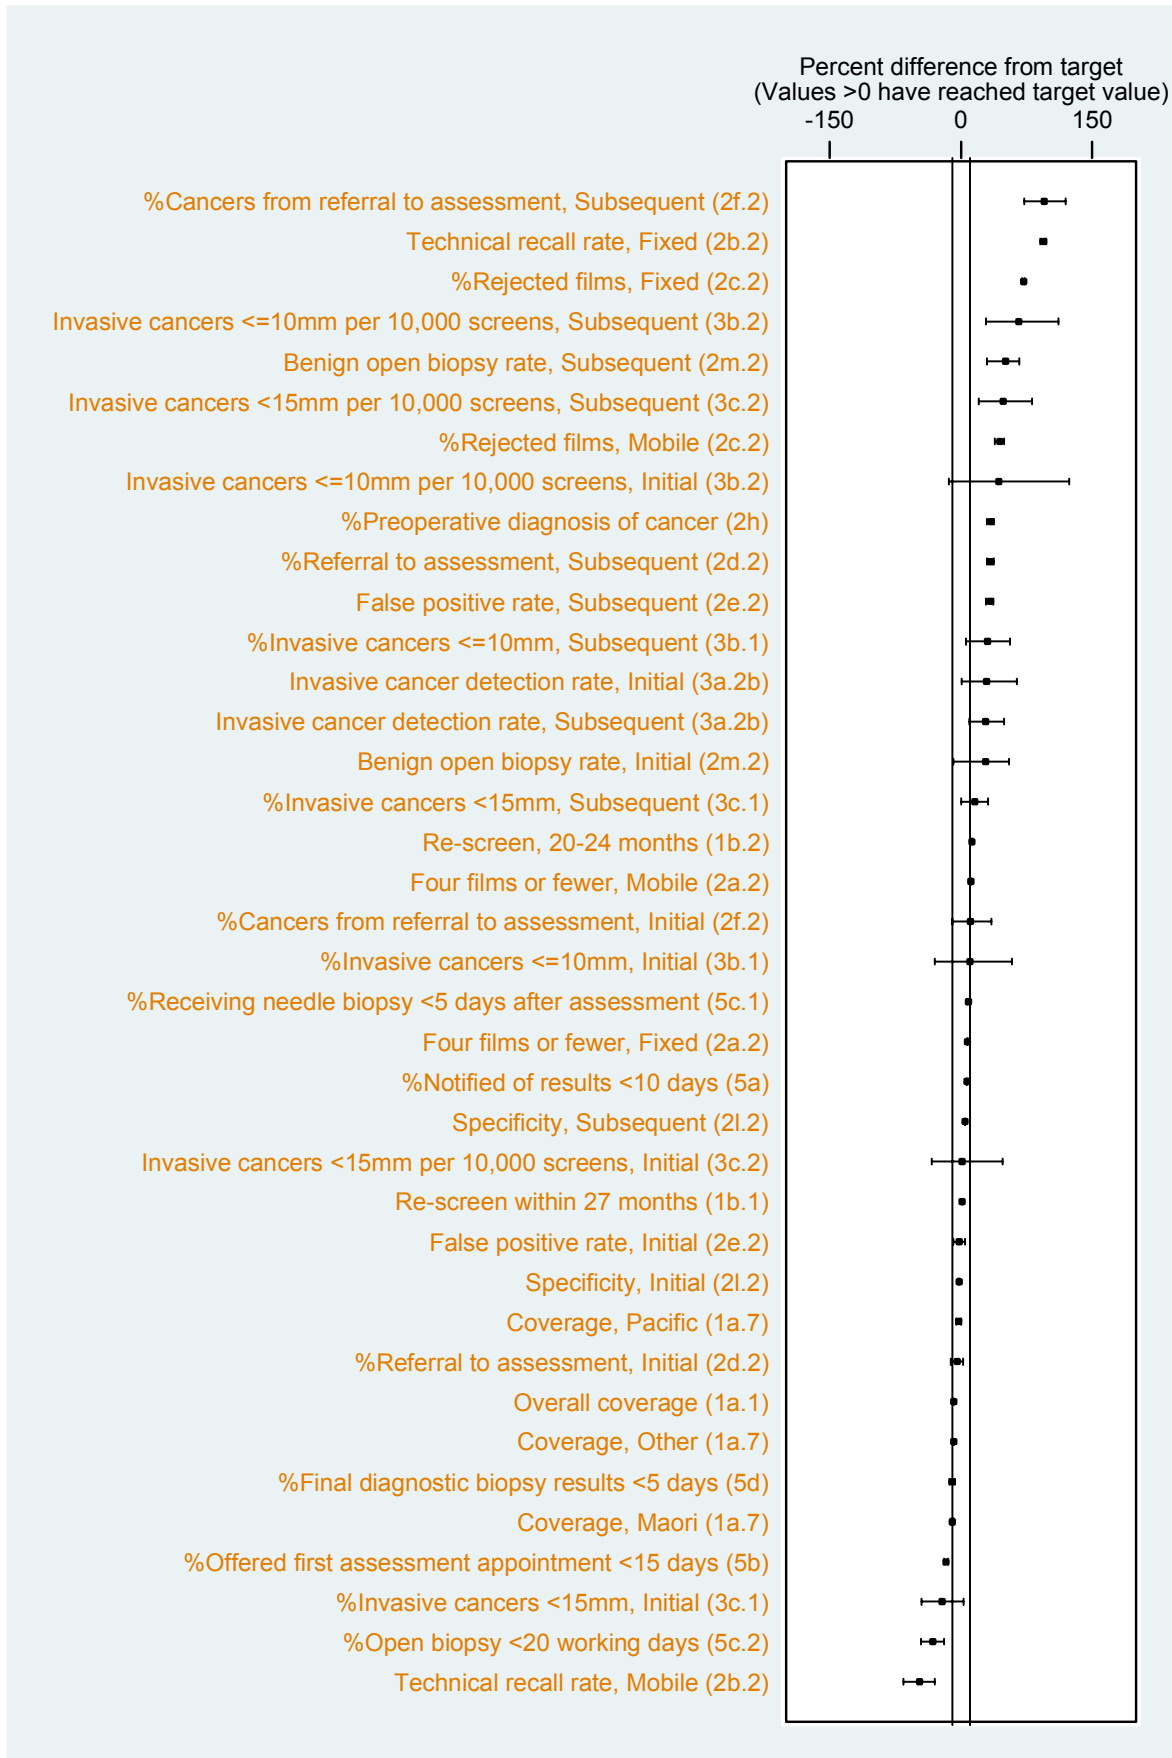 Percent difference from target
(Values >0 have reached target value)
-150 0 150
%Cancers from referral to assessment, Subsequent (2f.2)
Technical recall rate, Fixed (2b.2)
%Rejected films, Fixed (2c.2)
Invasive cancers <=10mm per 10,000 screens, Subsequent (3b.2)
Benign open biopsy rate, Subsequent (2m.2)
Invasive cancers <15mm per 10,000 screens, Subsequent (3c.2)
%Rejected films, Mobile (2c.2)
Invasive cancers <=10mm per 10,000 screens, Initial (3b.2)
%Preoperative diagnosis of cancer (2h)
%Referral to assessment, Subsequent (2d.2)
False positive rate, Subsequent (2e.2)
%Invasive cancers <=10mm, Subsequent (3b.1)
Invasive cancer detection rate, Initial (3a.2b)
Invasive cancer detection rate, Subsequent (3a.2b)
Benign open biopsy rate, Initial (2m.2)
%Invasive cancers <15mm, Subsequent (3c.1)
Re-screen, 20-24 months (1b.2)
Four films or fewer, Mobile (2a.2)
%Cancers from referral to assessment, Initial (2f.2)
%Invasive cancers <=10mm, Initial (3b.1)
%Receiving needle biopsy <5 days after assessment (5c.1)
Four films or fewer, Fixed (2a.2)
%Notified of results <10 days (5a)
Specificity, Subsequent (2l.2)
Invasive cancers <15mm per 10,000 screens, Initial (3c.2)
Re-screen within 27 months (1b.1)
False positive rate, Initial (2e.2)
Specificity, Initial (2l.2)
Coverage, Pacific (1a.7)
%Referral to assessment, Initial (2d.2)
Overall coverage (1a.1)
Coverage, Other (1a.7)
%Final diagnostic biopsy results <5 days (5d)
Coverage, Maori (1a.7)
%Offered first assessment appointment <15 days (5b)
%Invasive cancers <15mm, Initial (3c.1)
%Open biopsy <20 working days (5c.2)
Technical recall rate, Mobile (2b.2)